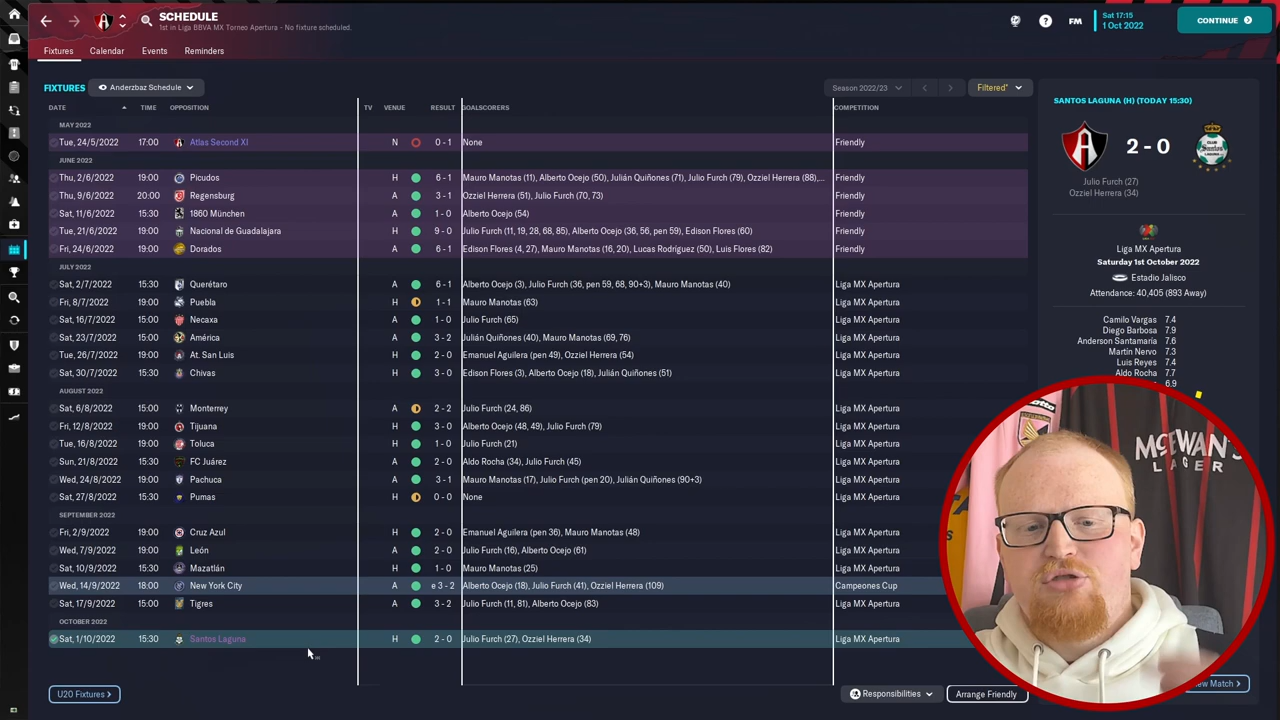 SCHEDULE
1st in Liga BBVA MX Torneo Apertura - No fixture scheduled.
FM
Sat 17:15
1 Oct 2022
CONTINUE
Fixtures Calendar Events Reminders
FIXTURES Anderzbaz Schedule Season 2022/23 Filtered*
DATE TIME OPPOSITION TV VENUE RESULT GOALSCORERS COMPETITION
MAY 2022
Tue, 24/5/2022 17:00 Atlas Second XI N 0 - 1 None Friendly
JUNE 2022
Thu, 2/6/2022 19:00 Picudos H 6 - 1 Mauro Manotas (11), Alberto Ocejo (50), Julián Quiñones (71), Julio Furch (79), Ozziel Herrera (88),... Friendly
Thu, 9/6/2022 20:00 Regensburg A 3 - 1 Ozziel Herrera (51), Julio Furch (70, 73) Friendly
Sat, 11/6/2022 15:30 1860 München A 1 - 0 Alberto Ocejo (54) Friendly
Tue, 21/6/2022 19:00 Nacional de Guadalajara H 9 - 0 Julio Furch (11, 19, 28, 68, 85), Alberto Ocejo (36, 56, pen 59), Edison Flores (60) Friendly
Fri, 24/6/2022 19:00 Dorados A 6 - 1 Edison Flores (4, 27), Mauro Manotas (16, 20), Lucas Rodríguez (50), Luis Flores (82) Friendly
JULY 2022
Sat, 2/7/2022 15:30 Querétaro A 6 - 1 Alberto Ocejo (3), Julio Furch (36, pen 59, 68, 90+3), Mauro Manotas (40) Liga MX Apertura
Fri, 8/7/2022 19:00 Puebla H 1 - 1 Mauro Manotas (63) Liga MX Apertura
Sat, 16/7/2022 15:30 Necaxa A 1 - 0 Julio Furch (65) Liga MX Apertura
Sat, 23/7/2022 15:30 América A 3 - 2 Julián Quiñones (40), Mauro Manotas (69, 76) Liga MX Apertura
Tue, 26/7/2022 19:00 At. San Luis H 2 - 0 Emanuel Aguilera (pen 49), Ozziel Herrera (54) Liga MX Apertura
Sat, 30/7/2022 15:30 Chivas H 3 - 0 Edison Flores (3), Alberto Ocejo (18), Julián Quiñones (51) Liga MX Apertura
AUGUST 2022
Sat, 6/8/2022 15:00 Monterrey A 2 - 2 Julio Furch (24, 86) Liga MX Apertura
Fri, 12/8/2022 19:00 Tijuana H 3 - 0 Alberto Ocejo (48, 49), Julio Furch (79) Liga MX Apertura
Tue, 16/8/2022 19:00 Toluca H 1 - 0 Julio Furch (21) Liga MX Apertura
Sun, 21/8/2022 15:30 FC Juárez A 2 - 0 Aldo Rocha (34), Julio Furch (45) Liga MX Apertura
Wed, 24/8/2022 19:00 Pachuca A 3 - 1 Mauro Manotas (17), Julio Furch (pen 20), Julián Quiñones (90+3) Liga MX Apertura
Sat, 27/8/2022 15:30 Pumas H 0 - 0 None Liga MX Apertura
SEPTEMBER 2022
Fri, 2/9/2022 19:00 Cruz Azul H 2 - 0 Emanuel Aguilera (pen 36), Mauro Manotas (48) Liga MX Apertura
Wed, 7/9/2022 19:00 León A 2 - 0 Julio Furch (16), Alberto Ocejo (61) Liga MX Apertura
Sat, 10/9/2022 15:30 Mazatlán H 1 - 0 Mauro Manotas (25) Liga MX Apertura
Wed, 14/9/2022 18:00 New York City A e 3 - 2 Alberto Ocejo (18), Julio Furch (41), Ozziel Herrera (109) Campeones Cup
Sat, 17/9/2022 15:00 Tigres A 3 - 2 Julio Furch (11, 81), Alberto Ocejo (83) Liga MX Apertura
OCTOBER 2022
Sat, 1/10/2022 15:30 Santos Laguna H 2 - 0 Julio Furch (27), Ozziel Herrera (34) Liga MX Apertura
U20 Fixtures Responsibilities Arrange Friendly
SANTOS LAGUNA (H) (TODAY 15:30)
2 - 0
Julio Furch (27)
Ozziel Herrera (34)
Liga MX Apertura
Saturday 1st October 2022
Estadio Jalisco
Attendance: 40,405 (893 Away)
Camilo Vargas 7.4
Diego Barbosa 7.9
Anderson Santamaría 7.6
Martín Nervo 7.3
Luis Reyes 7.4
Aldo Rocha 7.7
6.9
McEWAN'S
LAGER
Match